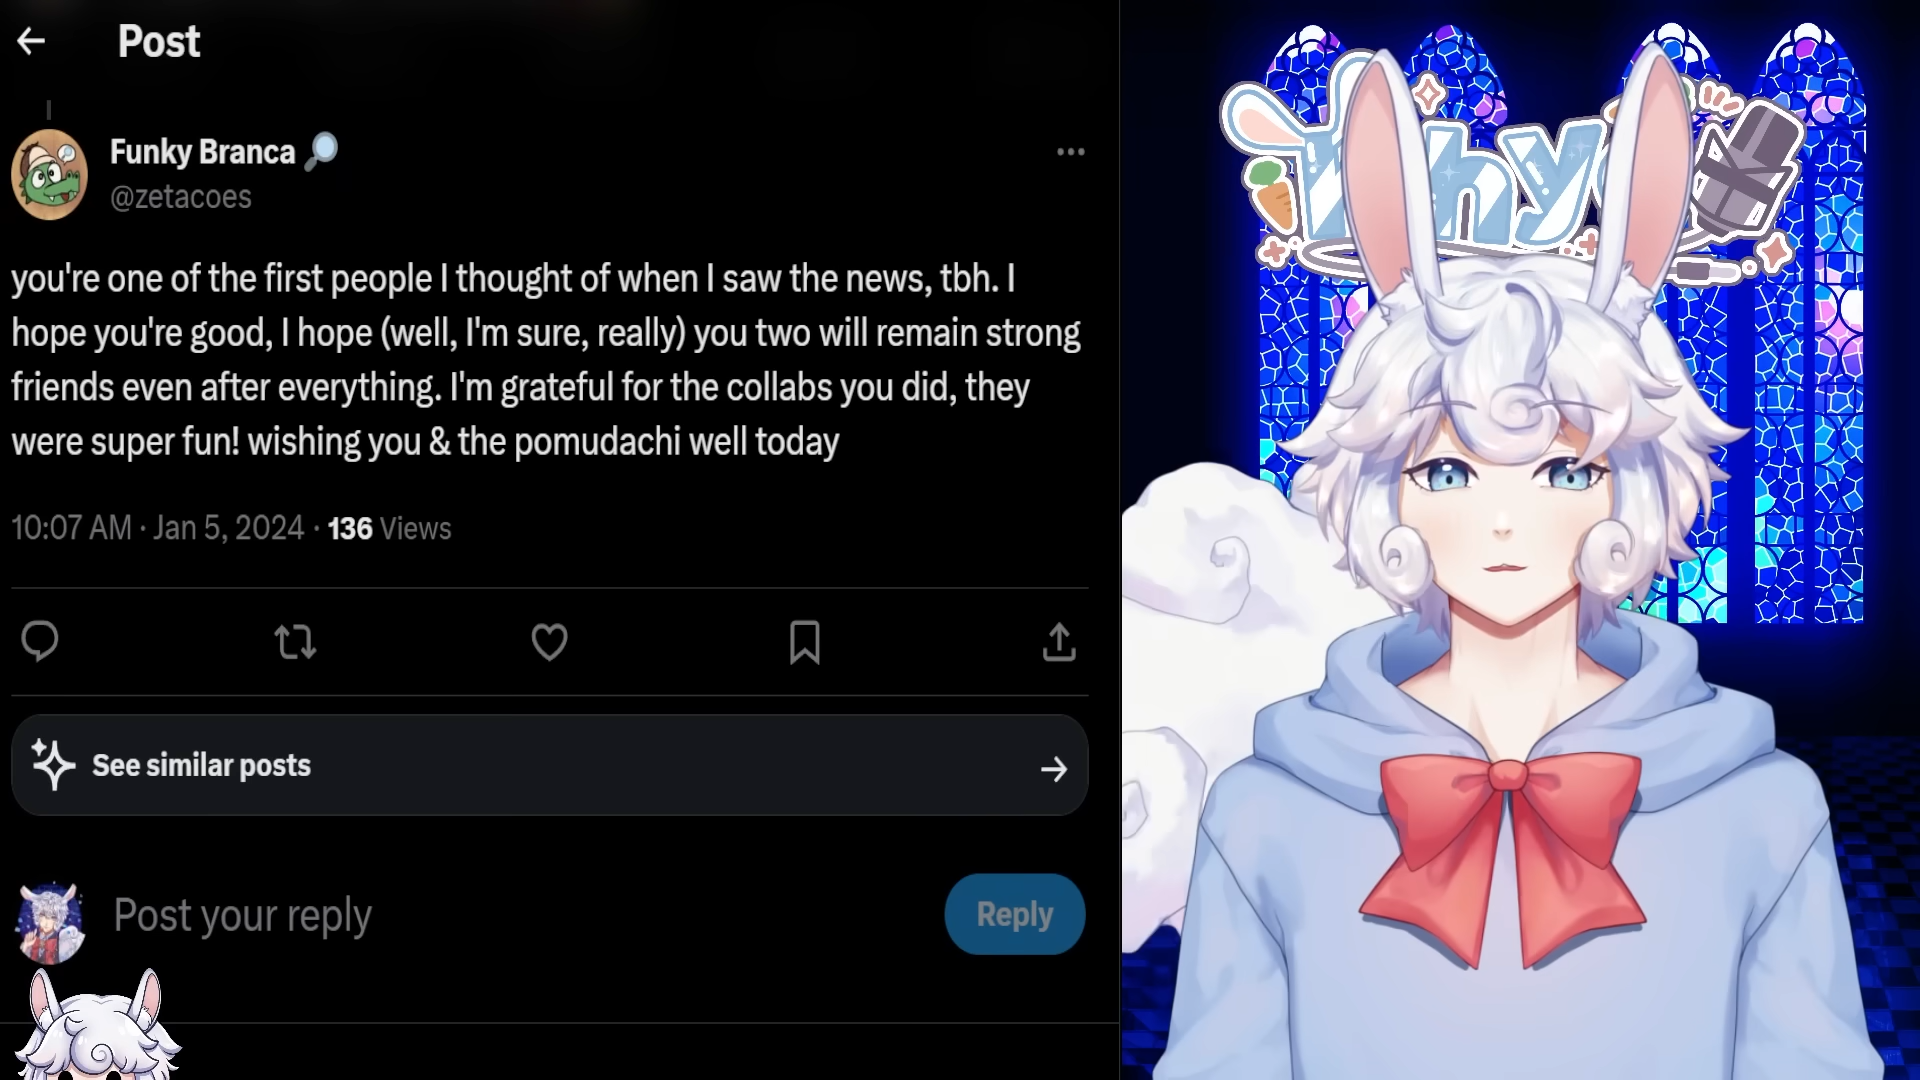 Post
Funky Branca
@zetacoes
you're one of the first people I thought of when I saw the news, tbh. I
hope you're good, I hope (well, I'm sure, really) you two will remain strong
friends even after everything. I'm grateful for the collabs you did, they
were super fun! wishing you & the pomudachi well today
10:07 AM · Jan 5, 2024 · 136 Views
See similar posts
Post your reply
Reply